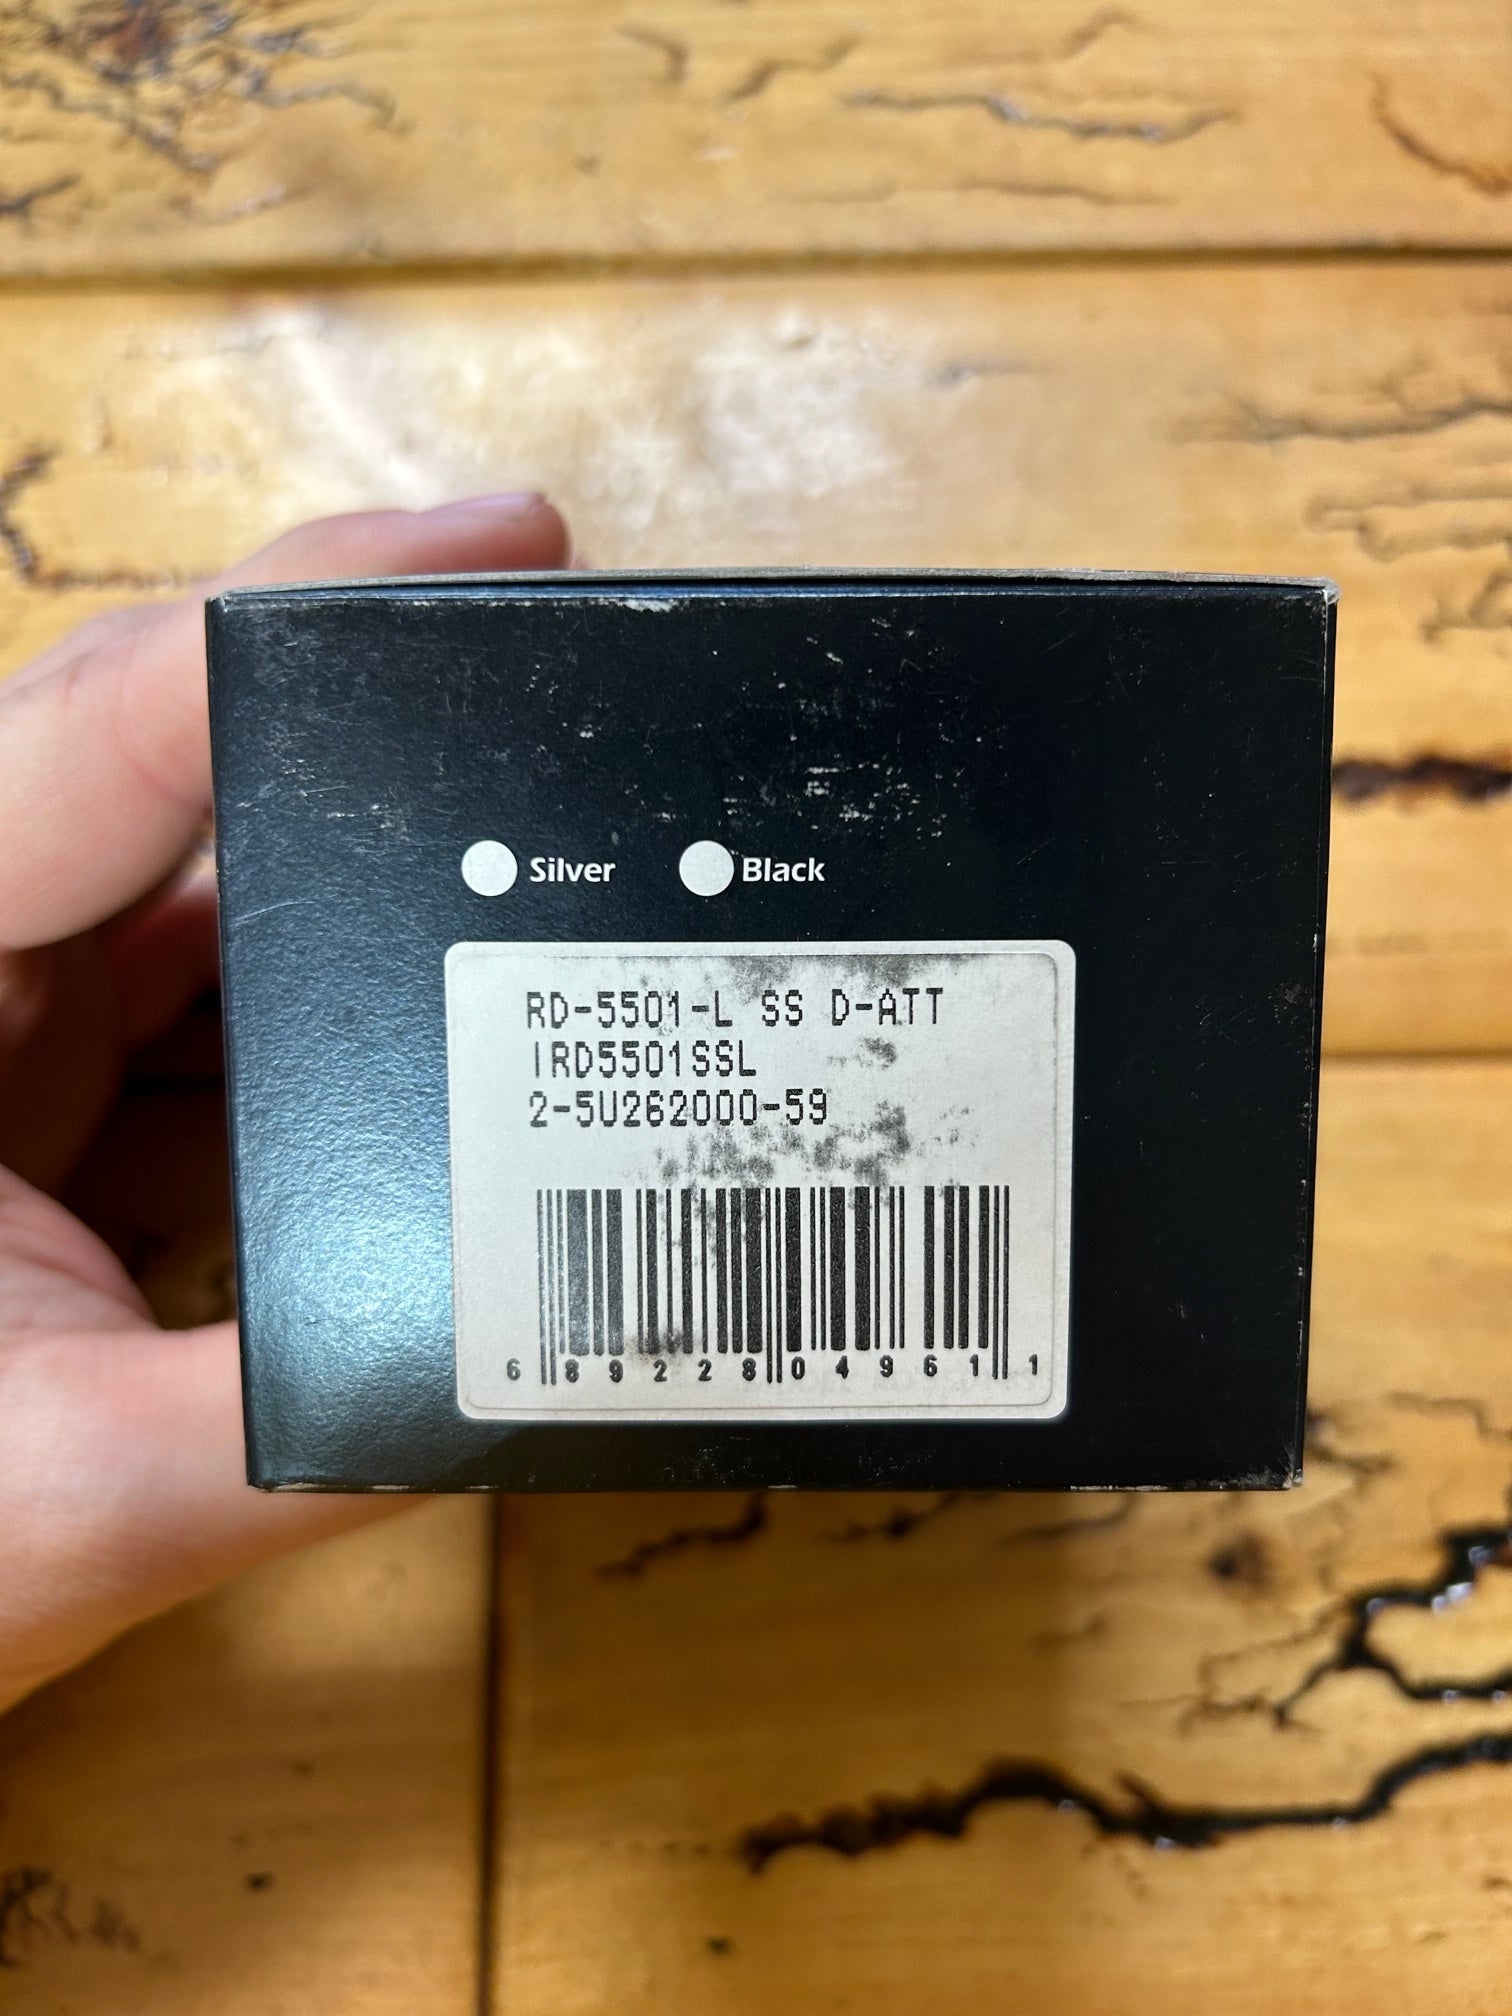 Silver Black
RD-5501-L SS D-ATT
IRD5501SSL
2-5U262000-59
6 89228 04961 1